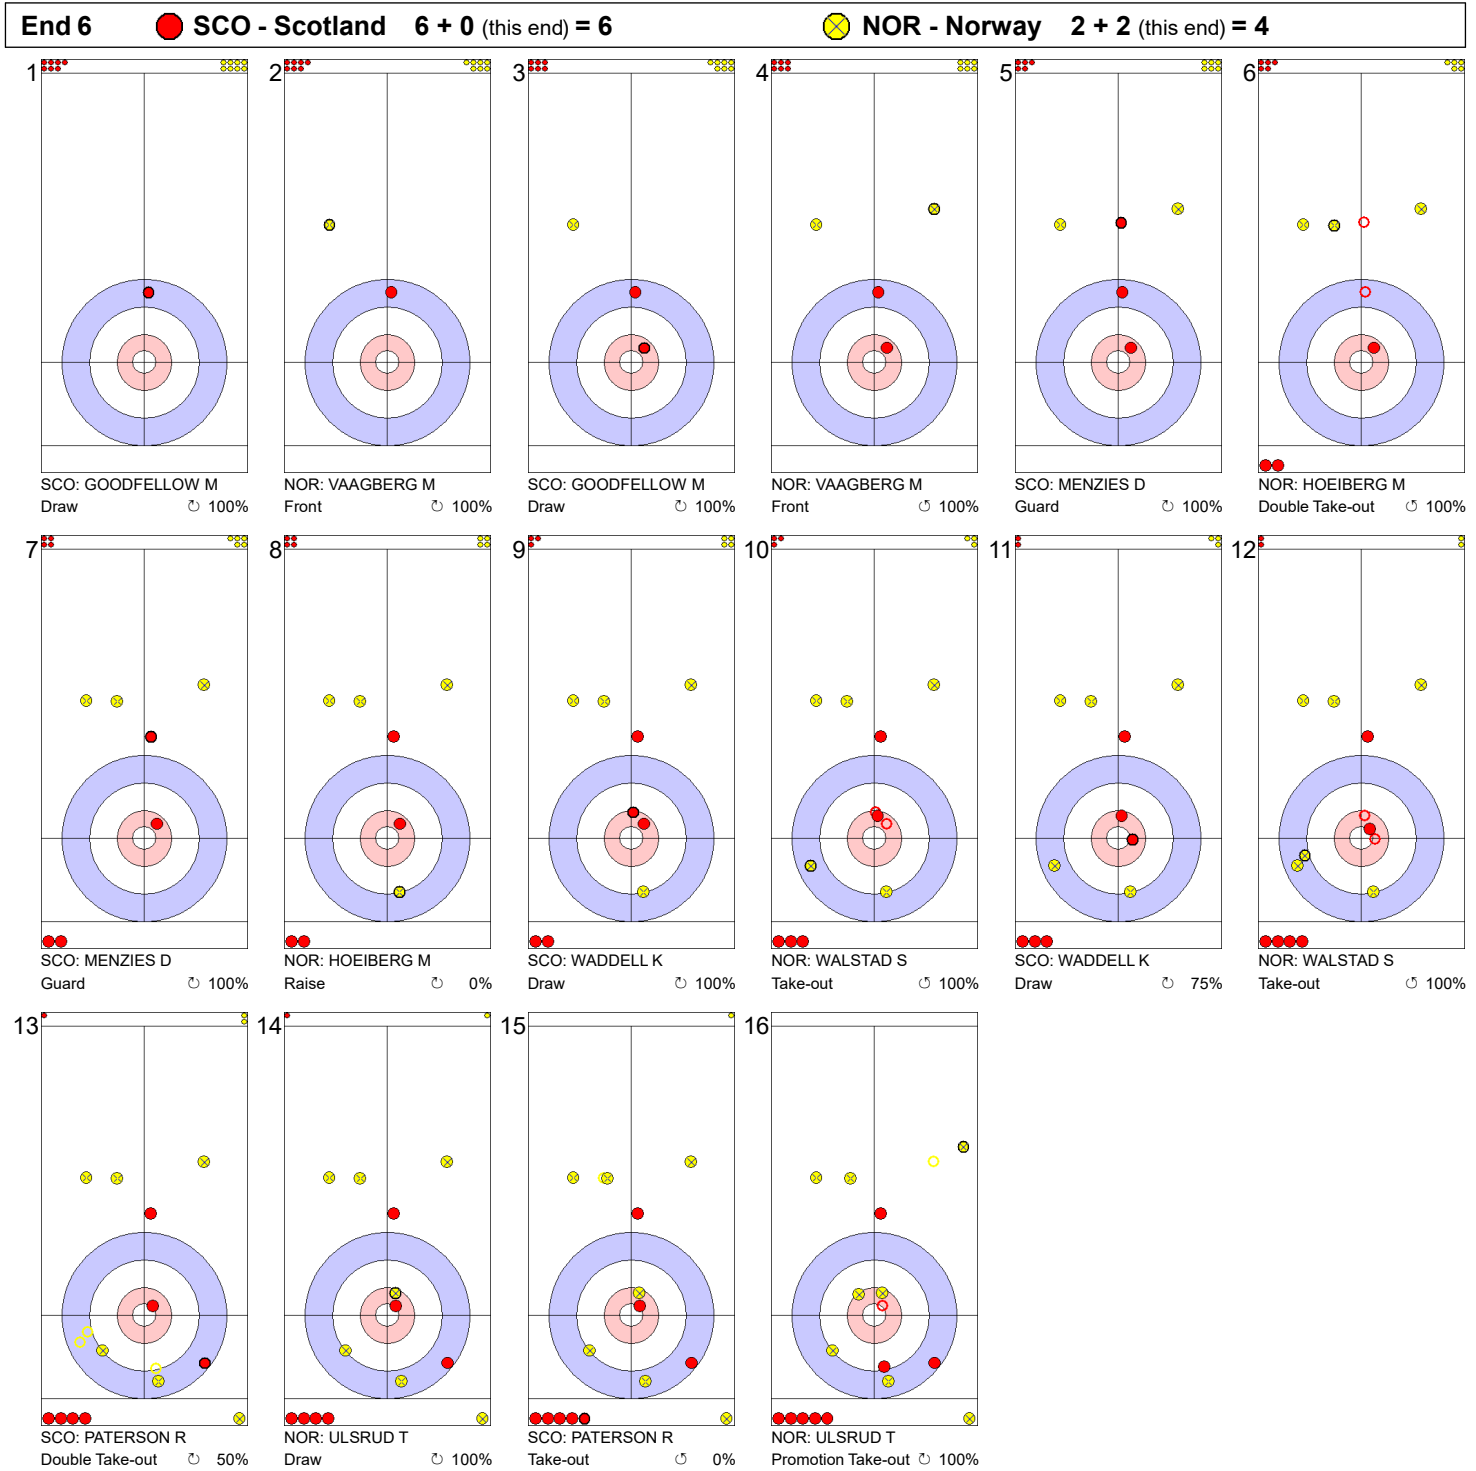 End 6 SCO - Scotland 6 + 0 (this end) = 6 NOR - Norway 2 + 2 (this end) = 4
1 2 3 4 5 6
SCO: GOODFELLOW M NOR: VAAGBERG M SCO: GOODFELLOW M NOR: VAAGBERG M SCO: MENZIES D NOR: HOEIBERG M
Draw ↻ 100% Front ↻ 100% Draw ↻ 100% Front ↻ 100% Guard ↻ 100% Double Take-out ↻ 100%
7 8 9 10 11 12
SCO: MENZIES D NOR: HOEIBERG M SCO: WADDELL K NOR: WALSTAD S SCO: WADDELL K NOR: WALSTAD S
Guard ↺ 100% Raise ↻ 0% Draw ↺ 100% Take-out ↺ 100% Draw ↻ 75% Take-out ↺ 100%
13 14 15 16
SCO: PATERSON R NOR: ULSRUD T SCO: PATERSON R NOR: ULSRUD T
Double Take-out ↻ 50% Draw ↻ 100% Take-out ↺ 0% Promotion Take-out ↻ 100%